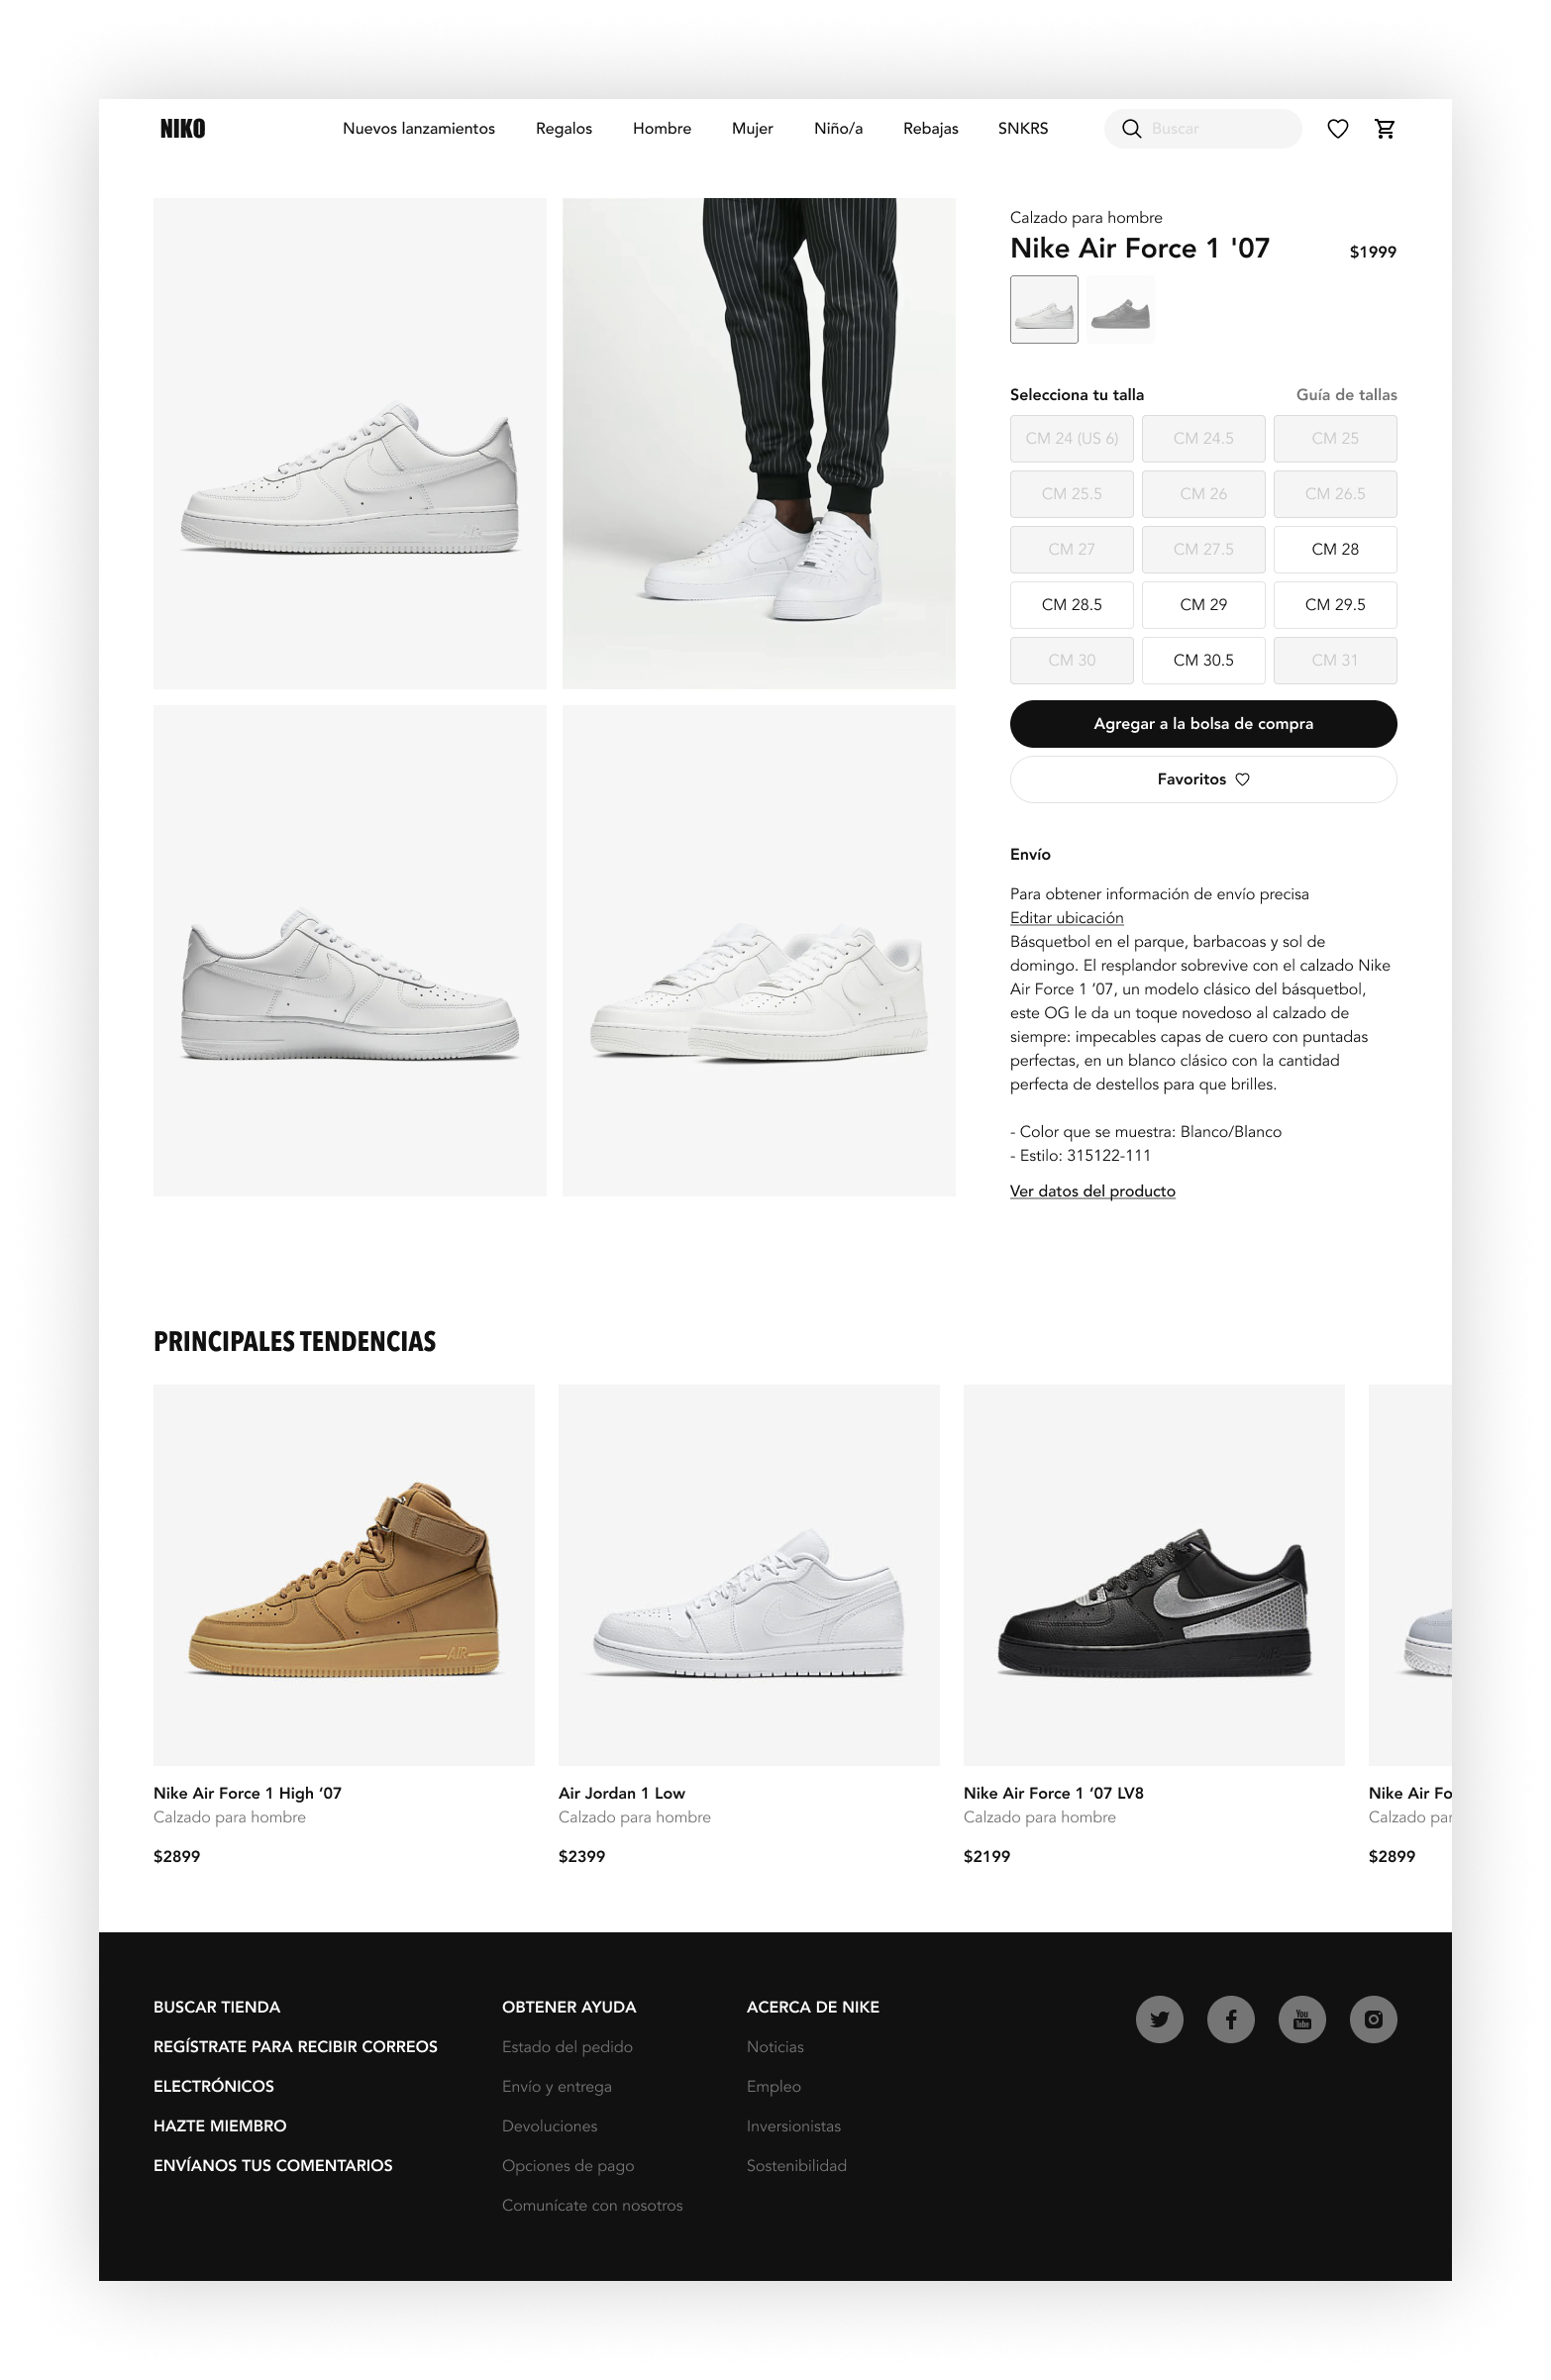 NIKO
Nuevos lanzamientos
Regalos
Hombre
Mujer
Niño/a
Rebajas
SNKRS
Buscar
Calzado para hombre
Nike Air Force 1 '07
$1999
Selecciona tu talla
Guía de tallas
CM 24 (US 6)
CM 24.5
CM 25
CM 25.5
CM 26
CM 26.5
CM 27
CM 27.5
CM 28
CM 28.5
CM 29
CM 29.5
CM 30
CM 30.5
CM 31
Agregar a la bolsa de compra
Favoritos
Envío
Para obtener información de envío precisa
Editar ubicación
Básquetbol en el parque, barbacoas y sol de
domingo. El resplandor sobrevive con el calzado Nike
Air Force 1 ’07, un modelo clásico del básquetbol,
este OG le da un toque novedoso al calzado de
siempre: impecables capas de cuero con puntadas
perfectas, en un blanco clásico con la cantidad
perfecta de destellos para que brilles.
- Color que se muestra: Blanco/Blanco
- Estilo: 315122-111
Ver datos del producto
PRINCIPALES TENDENCIAS
AIR
Nike Air Force 1 High ‘07
Calzado para hombre
$2899
Air Jordan 1 Low
Calzado para hombre
$2399
Nike Air Force 1 ‘07 LV8
Calzado para hombre
$2199
Nike Air Fo
Calzado par
$2899
BUSCAR TIENDA
REGÍSTRATE PARA RECIBIR CORREOS
ELECTRÓNICOS
HAZTE MIEMBRO
ENVÍANOS TUS COMENTARIOS
OBTENER AYUDA
Estado del pedido
Envío y entrega
Devoluciones
Opciones de pago
Comunícate con nosotros
ACERCA DE NIKE
Noticias
Empleo
Inversionistas
Sostenibilidad
You
Tube